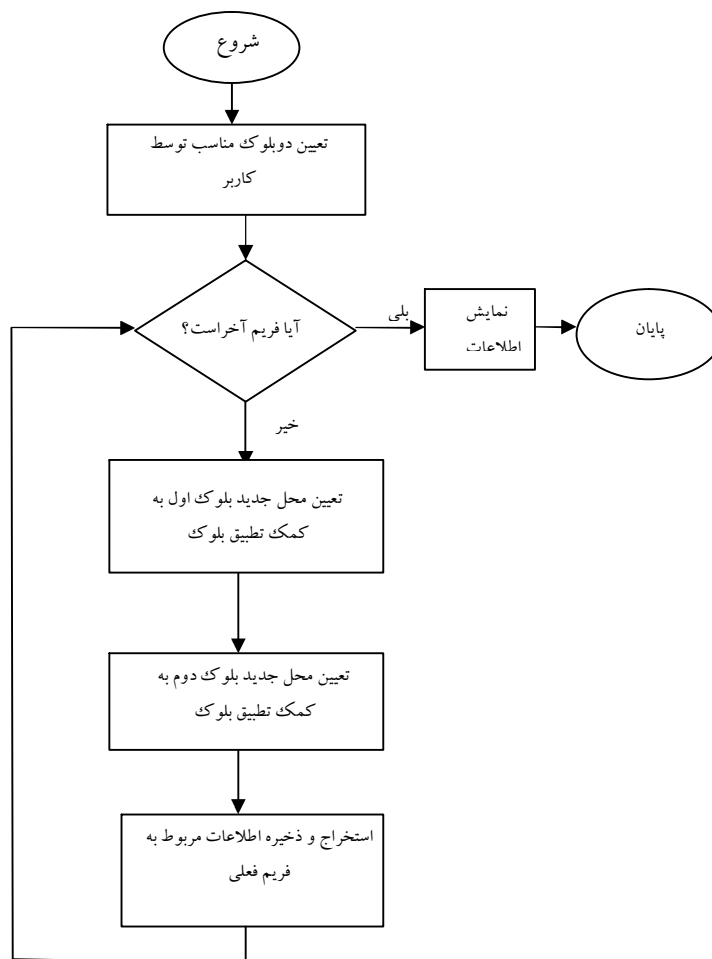 شروع
تعیین دوبلوک مناسب توسط
کاربر
آیا فریم آخراست؟
بلی
نمایش
اطلاعات
پایان
خیر
تعیین محل جدید بلوک اول به
کمک تطبیق بلوک
تعیین محل جدید بلوک دوم به
کمک تطبیق بلوک
استخراج و ذخیره اطلاعات مربوط به
فریم فعلی